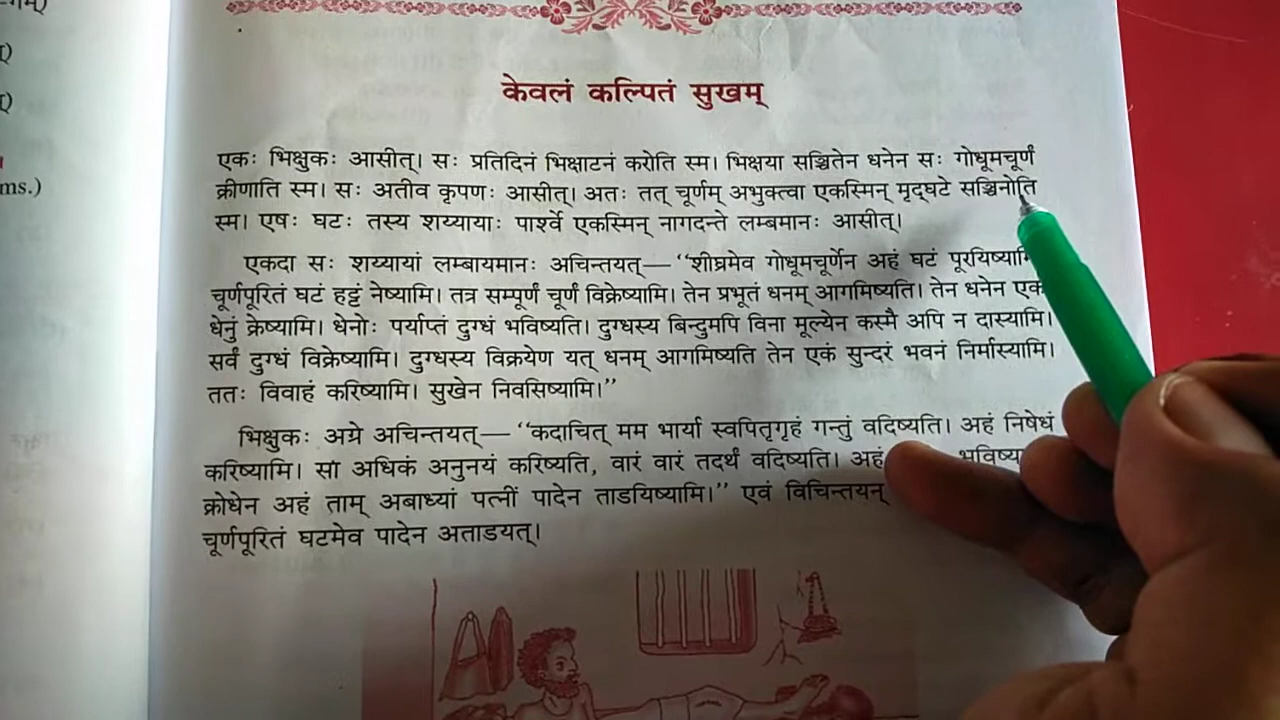 -गम्)
ms.)
केवलं कल्पितं सुखम्
एकः भिक्षुकः आसीत्। सः प्रतिदिनं भिक्षाटनं करोति स्म। भिक्षया सञ्चितेन धनेन सः गोधूमचूर्णं
क्रीणाति स्म। सः अतीव कृपणः आसीत्। अतः तत् चूर्णम् अभुक्त्वा एकस्मिन् मृद्घटे सञ्चिनोति
स्म। एषः घटः तस्य शय्यायाः पार्श्वे एकस्मिन् नागदन्ते लम्बमानः आसीत्।
एकदा सः शय्यायां लम्बायमानः अचिन्तयत्— “शीघ्रमेव गोधूमचूर्णेन अहं घटं पूरयिष्यामि
चूर्णपूरितं घटं हट्टं नेष्यामि। तत्र सम्पूर्णं चूर्णं विक्रेष्यामि। तेन प्रभूतं धनम् आगमिष्यति। तेन धनेन एक
धेनुं क्रेष्यामि। धेनोः पर्याप्तं दुग्धं भविष्यति। दुग्धस्य बिन्दुमपि विना मूल्येन कस्मै अपि न दास्यामि।
सर्वं दुग्धं विक्रेष्यामि। दुग्धस्य विक्रयेण यत् धनम् आगमिष्यति तेन एकं सुन्दरं भवनं निर्मास्यामि।
ततः विवाहं करिष्यामि। सुखेन निवसिष्यामि।”
भिक्षुकः अग्रे अचिन्तयत्— “कदाचित् मम भार्या स्वपितृगृहं गन्तुं वदिष्यति। अहं निषेधं
करिष्यामि। सा अधिकं अनुनयं करिष्यति, वारं वारं तदर्थं वदिष्यति। अहं भविष्य
क्रोधेन अहं ताम् अबाध्यां पत्नीं पादेन ताडयिष्यामि।” एवं विचिन्तयन्
चूर्णपूरितं घटमेव पादेन अताडयत्।